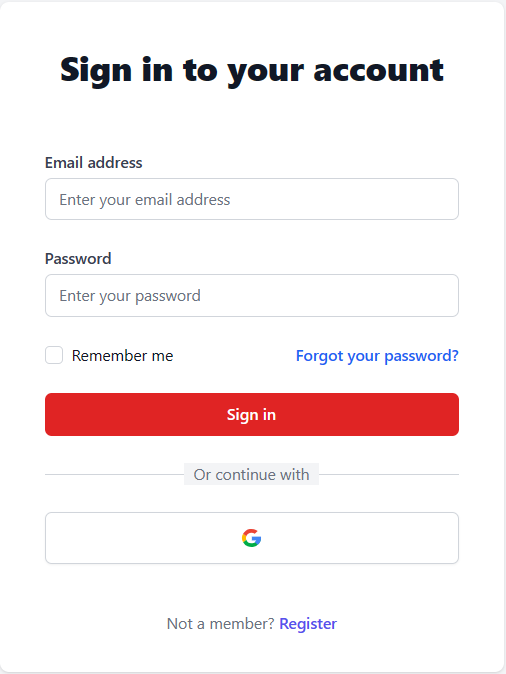 Sign in to your account
Email address
Enter your email address
Password
Enter your password
Remember me Forgot your password?
Sign in
Or continue with
Not a member? Register